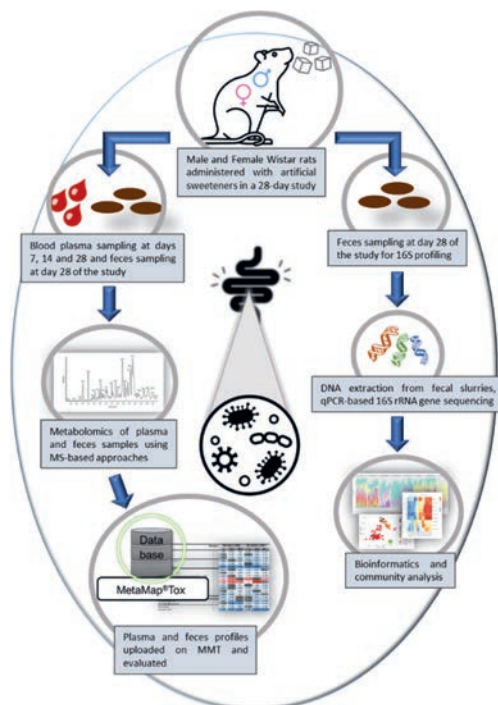 Male and Female Wistar rats
administered with artificial
sweeteners in a 28-day study
Blood plasma sampling at days
7, 14 and 28 and feces sampling
at day 28 of the study
Feces sampling at day 28 of
the study for 16S profiling
Metabolomics of plasma
and feces samples using
MS-based approaches
DNA extraction from fecal slurries,
qPCR-based 16S rRNA gene sequencing
Data
base
MetaMap®Tox
Plasma and feces profiles
uploaded on MMT and
evaluated
Bioinformatics and
community analysis